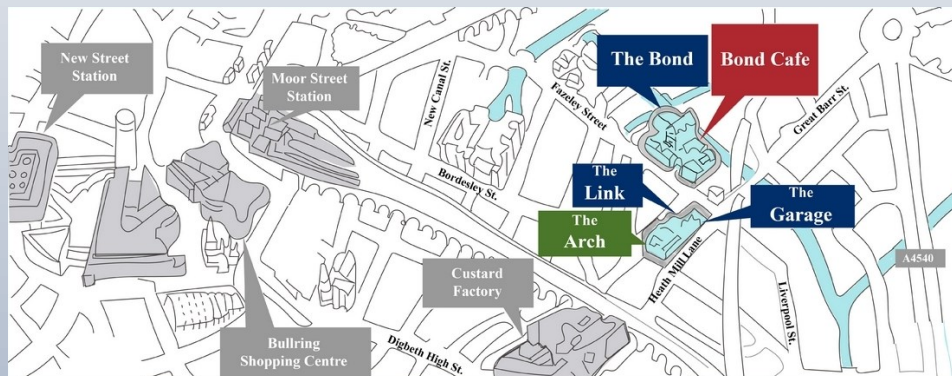 New Street
Station
Moor Street
Station
New Canal St.
Fazeley Street
The Bond
Bond Cafe
Great Barr St.
Bordesley St.
The
Link
The
Garage
The
Arch
Heath Mill Lane
A4540
Custard
Factory
Liverpool St.
Bullring
Shopping Centre
Digbeth High St.